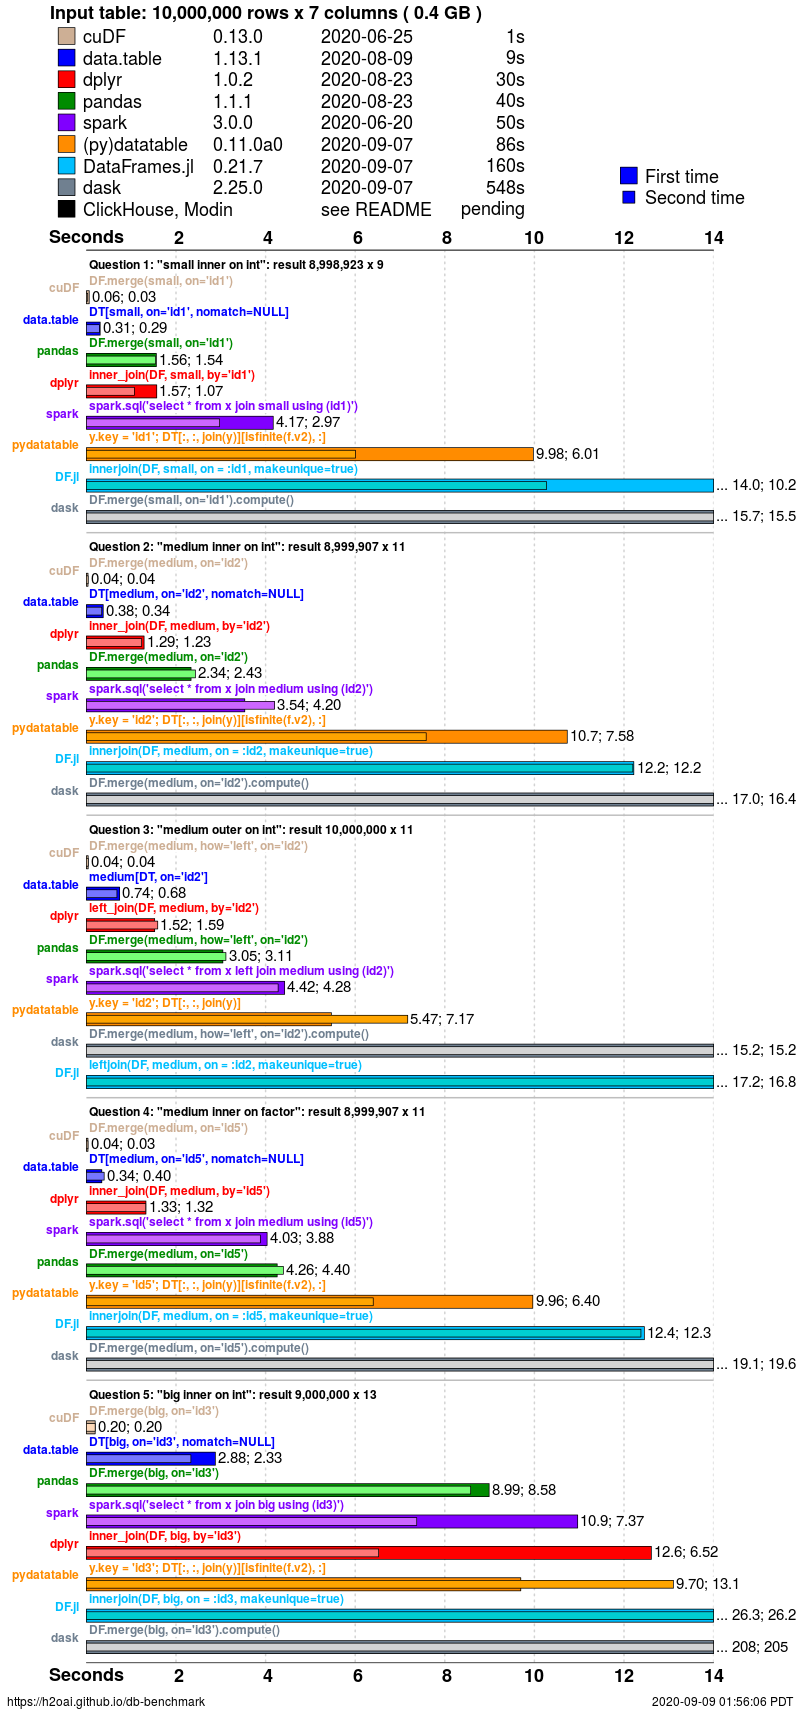 Input table: 10,000,000 rows x 7 columns ( 0.4 GB )
cuDF 0.13.0 2020-06-25 1s
data.table 1.13.1 2020-08-09 9s
dplyr 1.0.2 2020-08-23 30s
pandas 1.1.1 2020-08-23 40s
spark 3.0.0 2020-06-20 50s
(py)datatable 0.11.0a0 2020-09-07 86s
DataFrames.jl 0.21.7 2020-09-07 160s
dask 2.25.0 2020-09-07 548s
ClickHouse, Modin see README pending
First time
Second time
Seconds 2 4 6 8 10 12 14
Question 1: "small inner on int": result 8,998,923 x 9
DF.merge(small, on='id1')
cuDF 0.06; 0.03
DT[small, on='id1', nomatch=NULL]
data.table 0.31; 0.29
DF.merge(small, on='id1')
pandas 1.56; 1.54
inner_join(DF, small, by='id1')
dplyr 1.57; 1.07
spark.sql('select * from x join small using (id1)')
spark 4.17; 2.97
y.key = 'id1'; DT[:, :, join(y)][isfinite(f.v2), :]
pydatatable 9.98; 6.01
innerjoin(DF, small, on = :id1, makeunique=true)
DF.jl ... 14.0; 10.2
DF.merge(small, on='id1').compute()
dask ... 15.7; 15.5
Question 2: "medium inner on int": result 8,999,907 x 11
DF.merge(medium, on='id2')
cuDF 0.04; 0.04
DT[medium, on='id2', nomatch=NULL]
data.table 0.38; 0.34
inner_join(DF, medium, by='id2')
dplyr 1.29; 1.23
DF.merge(medium, on='id2')
pandas 2.34; 2.43
spark.sql('select * from x join medium using (id2)')
spark 3.54; 4.20
y.key = 'id2'; DT[:, :, join(y)][isfinite(f.v2), :]
pydatatable 10.7; 7.58
innerjoin(DF, medium, on = :id2, makeunique=true)
DF.jl 12.2; 12.2
DF.merge(medium, on='id2').compute()
dask ... 17.0; 16.4
Question 3: "medium outer on int": result 10,000,000 x 11
DF.merge(medium, how='left', on='id2')
cuDF 0.04; 0.04
medium[DT, on='id2']
data.table 0.74; 0.68
left_join(DF, medium, by='id2')
dplyr 1.52; 1.59
DF.merge(medium, how='left', on='id2')
pandas 3.05; 3.11
spark.sql('select * from x left join medium using (id2)')
spark 4.42; 4.28
y.key = 'id2'; DT[:, :, join(y)]
pydatatable 5.47; 7.17
DF.merge(medium, how='left', on='id2').compute()
dask ... 15.2; 15.2
leftjoin(DF, medium, on = :id2, makeunique=true)
DF.jl ... 17.2; 16.8
Question 4: "medium inner on factor": result 8,999,907 x 11
DF.merge(medium, on='id5')
cuDF 0.04; 0.03
DT[medium, on='id5', nomatch=NULL]
data.table 0.34; 0.40
inner_join(DF, medium, by='id5')
dplyr 1.33; 1.32
spark.sql('select * from x join medium using (id5)')
spark 4.03; 3.88
DF.merge(medium, on='id5')
pandas 4.26; 4.40
y.key = 'id5'; DT[:, :, join(y)][isfinite(f.v2), :]
pydatatable 9.96; 6.40
innerjoin(DF, medium, on = :id5, makeunique=true)
DF.jl 12.4; 12.3
DF.merge(medium, on='id5').compute()
dask ... 19.1; 19.6
Question 5: "big inner on int": result 9,000,000 x 13
DF.merge(big, on='id3')
cuDF 0.20; 0.20
DT[big, on='id3', nomatch=NULL]
data.table 2.88; 2.33
DF.merge(big, on='id3')
pandas 8.99; 8.58
spark.sql('select * from x join big using (id3)')
spark 10.9; 7.37
inner_join(DF, big, by='id3')
dplyr 12.6; 6.52
y.key = 'id3'; DT[:, :, join(y)][isfinite(f.v2), :]
pydatatable 9.70; 13.1
innerjoin(DF, big, on = :id3, makeunique=true)
DF.jl ... 26.3; 26.2
DF.merge(big, on='id3').compute()
dask ... 208; 205
Seconds 2 4 6 8 10 12 14
https://h2oai.github.io/db-benchmark 2020-09-09 01:56:06 PDT